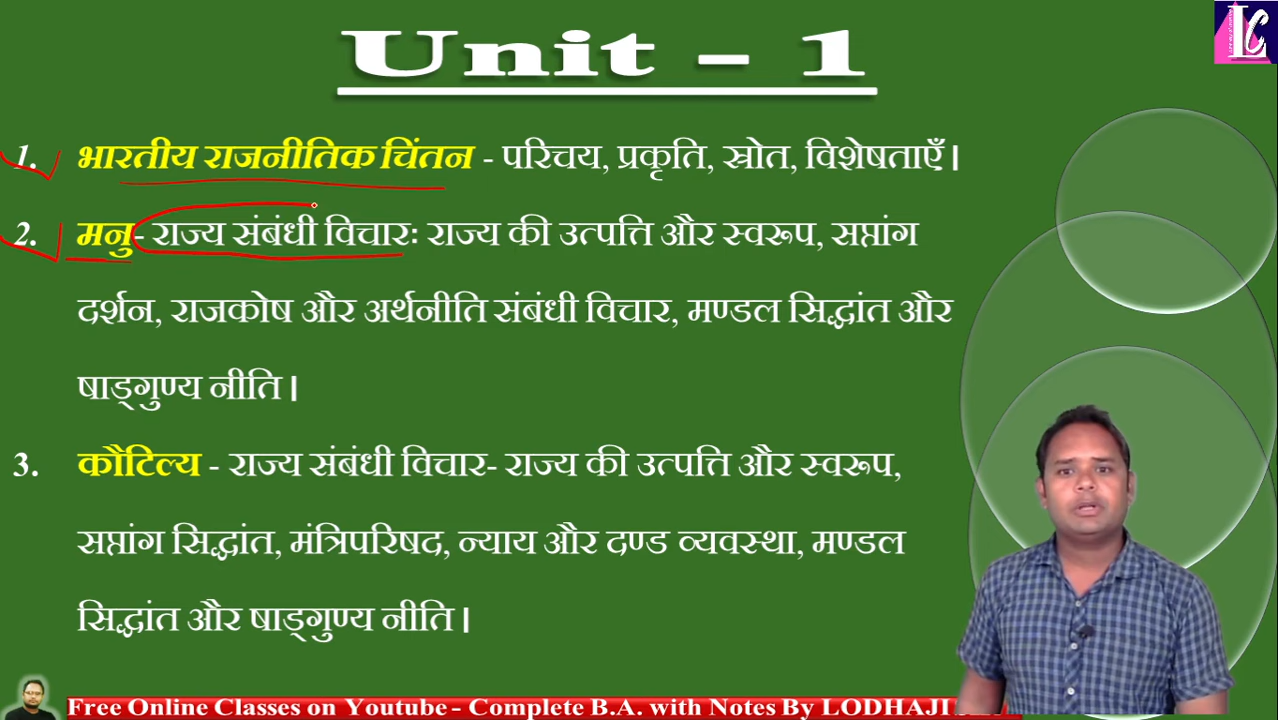 Unit - 1
LC
1. भारतीय राजनीतिक चिंतन - परिचय, प्रकृति, स्रोत, विशेषताएँ।
2. मनु- राज्य संबंधी विचारः राज्य की उत्पत्ति और स्वरूप, सप्तांग
दर्शन, राजकोष और अर्थनीति संबंधी विचार, मण्डल सिद्धांत और
षाड्गुण्य नीति।
3. कौटिल्य - राज्य संबंधी विचार- राज्य की उत्पत्ति और स्वरूप,
सप्तांग सिद्धांत, मंत्रिपरिषद, न्याय और दण्ड व्यवस्था, मण्डल
सिद्धांत और षाड्गुण्य नीति।
Free Online Classes on Youtube - Complete B.A. with Notes By LODHAJI